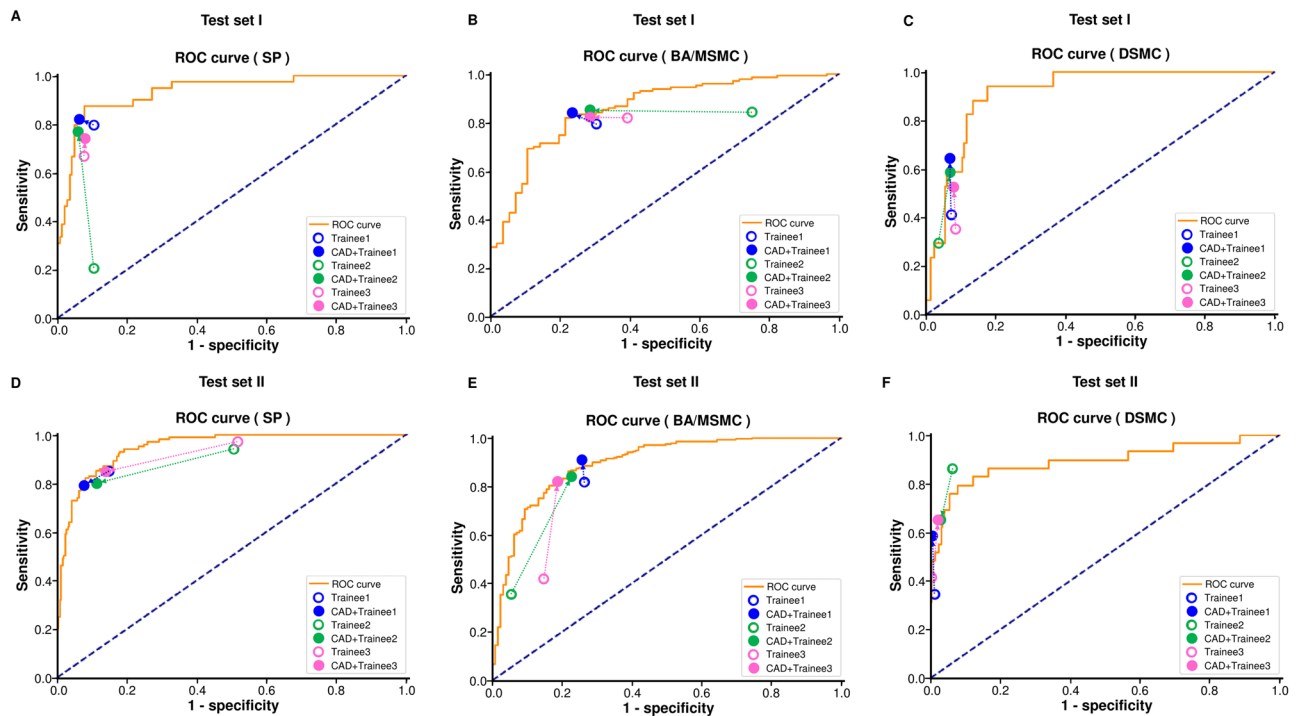 A
Test set I
ROC curve ( SP )
Sensitivity
1.0
0.8
0.6
0.4
0.2
0.0
0.0 0.2 0.4 0.6 0.8 1.0
1 - specificity
ROC curve
Trainee1
CAD+Trainee1
Trainee2
CAD+Trainee2
Trainee3
CAD+Trainee3
B
Test set I
ROC curve ( BA/MSMC )
Sensitivity
1.0
0.8
0.6
0.4
0.2
0.0
0.0 0.2 0.4 0.6 0.8 1.0
1 - specificity
ROC curve
Trainee1
CAD+Trainee1
Trainee2
CAD+Trainee2
Trainee3
CAD+Trainee3
C
Test set I
ROC curve ( DSMC )
Sensitivity
1.0
0.8
0.6
0.4
0.2
0.0
0.0 0.2 0.4 0.6 0.8 1.0
1 - specificity
ROC curve
Trainee1
CAD+Trainee1
Trainee2
CAD+Trainee2
Trainee3
CAD+Trainee3
D
Test set II
ROC curve ( SP )
Sensitivity
1.0
0.8
0.6
0.4
0.2
0.0
0.0 0.2 0.4 0.6 0.8 1.0
1 - specificity
ROC curve
Trainee1
CAD+Trainee1
Trainee2
CAD+Trainee2
Trainee3
CAD+Trainee3
E
Test set II
ROC curve ( BA/MSMC )
Sensitivity
1.0
0.8
0.6
0.4
0.2
0.0
0.0 0.2 0.4 0.6 0.8 1.0
1 - specificity
ROC curve
Trainee1
CAD+Trainee1
Trainee2
CAD+Trainee2
Trainee3
CAD+Trainee3
F
Test set II
ROC curve ( DSMC )
Sensitivity
1.0
0.8
0.6
0.4
0.2
0.0
0.0 0.2 0.4 0.6 0.8 1.0
1 - specificity
ROC curve
Trainee1
CAD+Trainee1
Trainee2
CAD+Trainee2
Trainee3
CAD+Trainee3